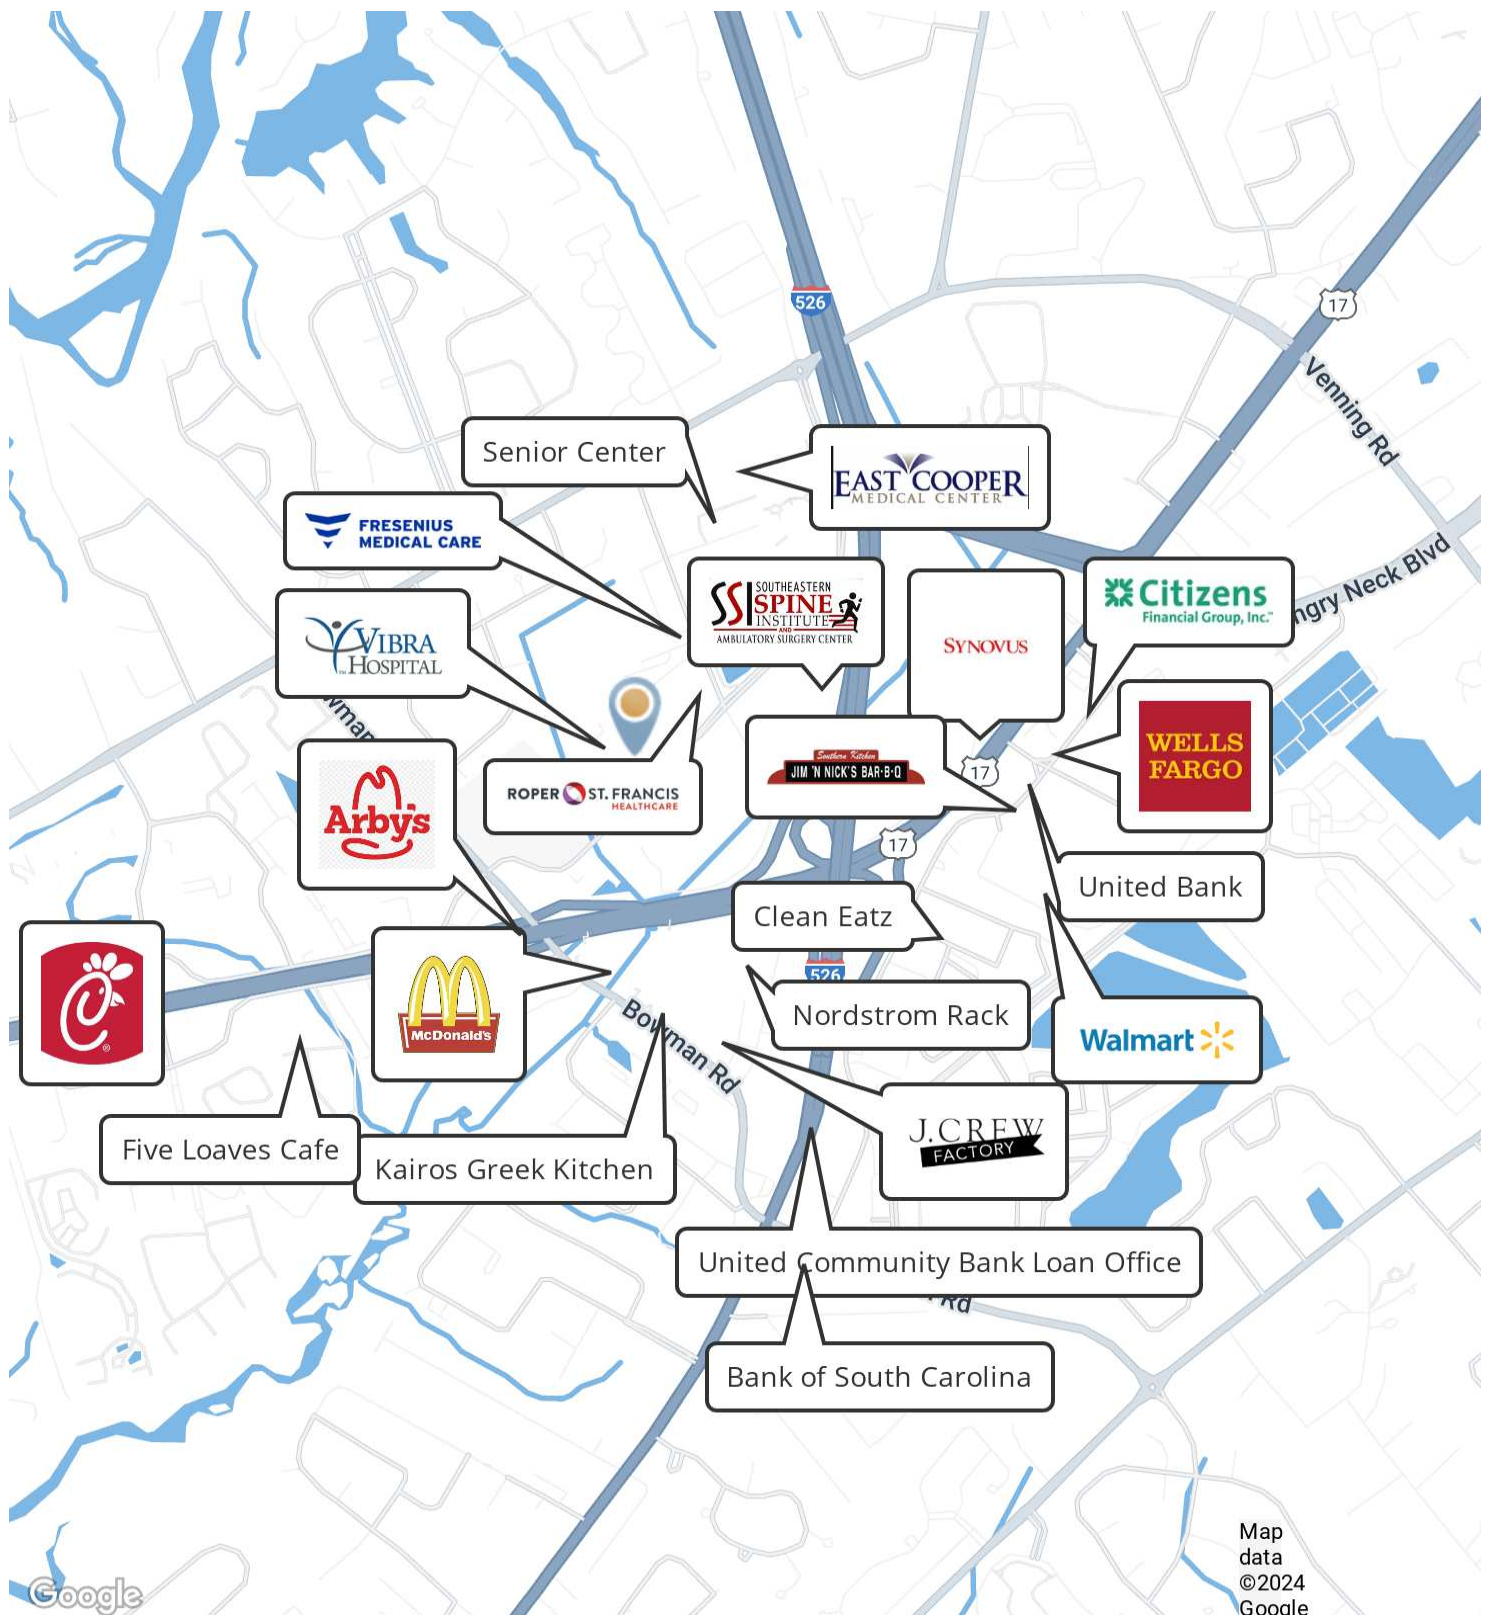 526
17
Venning Rd
Senior Center
EAST COOPER
MEDICAL CENTER
FRESENIUS
MEDICAL CARE
ngry Neck Blvd
SSI SOUTHEASTERN
SPINE
INSTITUTE
AND
AMBULATORY SURGERY CENTER
Citizens
Financial Group, Inc.™
VIBRA
HOSPITAL
SYNOVUS
wman
WELLS
FARGO
Southern Kitchen
JIM 'N NICK'S BAR-B-Q
17
ROPER ST. FRANCIS
HEALTHCARE
Arby's
17
United Bank
Clean Eatz
526
McDonald's
Bowman Rd
Nordstrom Rack
Walmart
Five Loaves Cafe
Kairos Greek Kitchen
J.CREW
FACTORY
United Community Bank Loan Office
Rd
Bank of South Carolina
Map
data
©2024
Google
Google